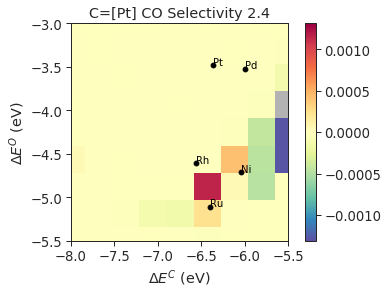 C=[Pt] CO Selectivity 2.4
ΔE^O (eV)
−3.0
−3.5
−4.0
−4.5
−5.0
−5.5
Pt
Pd
Rh
Ni
Ru
−8.0 −7.5 −7.0 −6.5 −6.0 −5.5
ΔE^C (eV)
0.0010
0.0005
0.0000
−0.0005
−0.0010